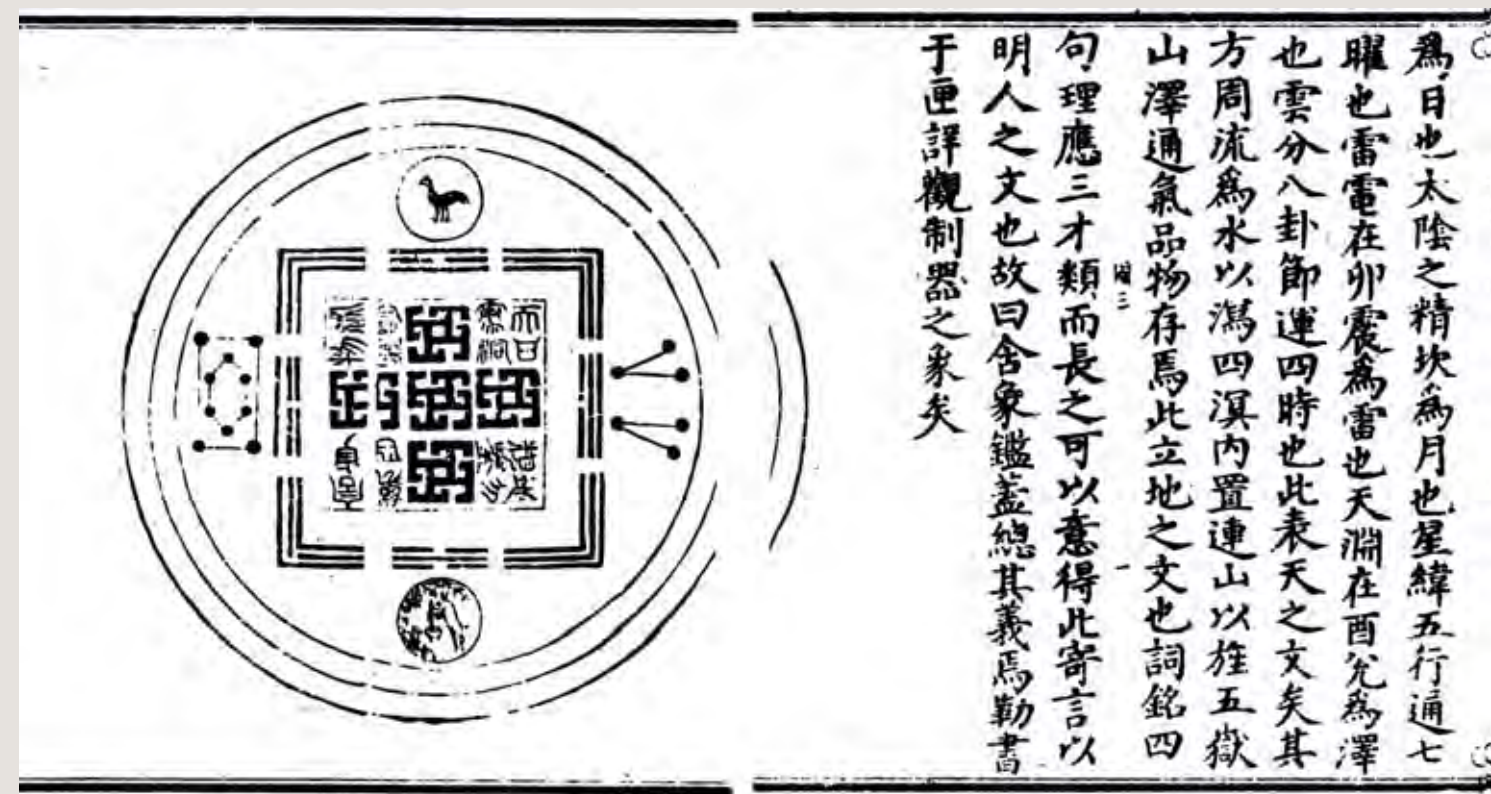 爲日也太陰之精坎爲月也星緯五行通七
曜也雷電在卯震爲雷也天淵在酉兌爲澤
也雲分八卦節運四時也此表天之文矣其
方周流爲水以瀉四溟內置連山以旌五嶽
山澤通氣品物存焉此立地之文也詞銘四
句理應三才類而長之可以意得此寄言以
明人之文也故曰含象鑑蓋總其義焉勒書
于匣詳觀制器之象矣